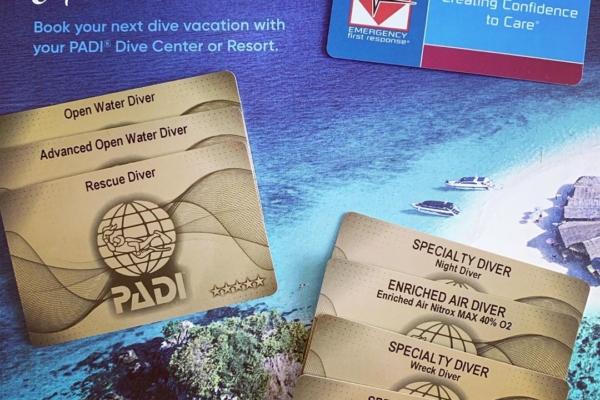 Book your next dive vacation with
your PADI® Dive Center or Resort.
Creating Confidence
to Care®
EMERGENCY
first response®
Open Water Diver
Advanced Open Water Diver
Rescue Diver
PADI
SPECIALTY DIVER
Night Diver
ENRICHED AIR DIVER
Enriched Air Nitrox MAX 40% O2
SPECIALTY DIVER
Wreck Diver